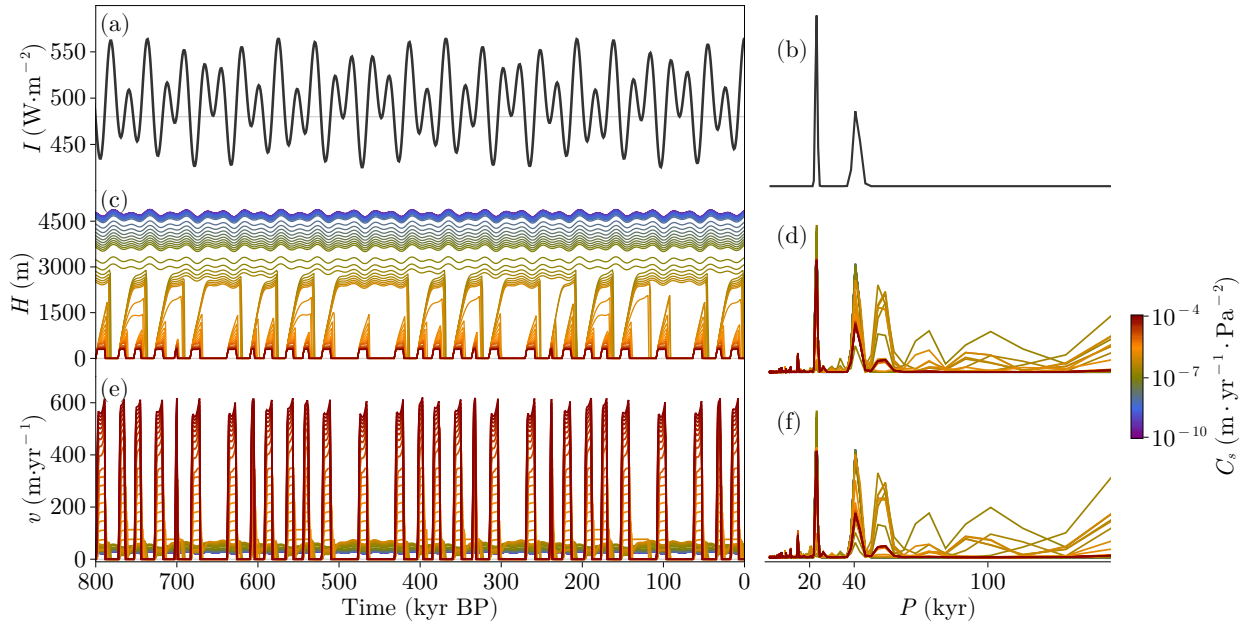 (a)
550
500
450
I (W·m⁻²)
(b)
(c)
4500
3000
1500
0
H (m)
(d)
(e)
600
400
200
0
v (m·yr⁻¹)
(f)
800 700 600 500 400 300 200 100 0
Time (kyr BP)
20 40 100
P (kyr)
10⁻⁴
10⁻⁷
10⁻¹⁰
Cₛ (m · yr⁻¹ · Pa⁻²)